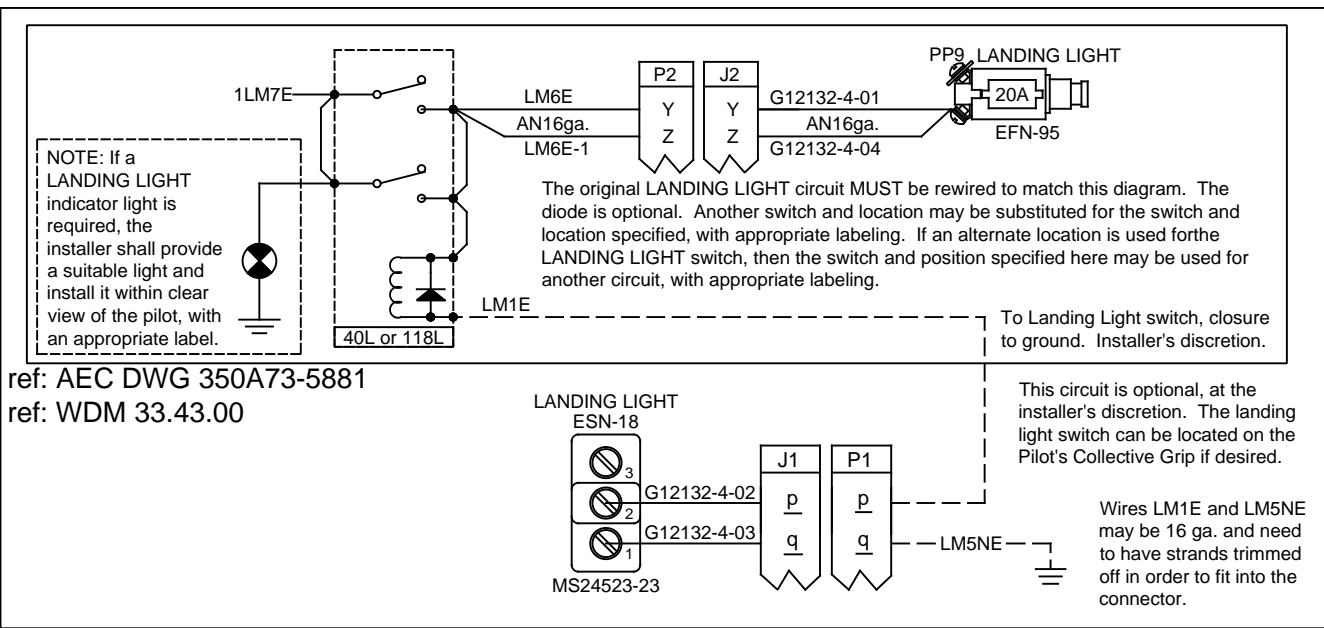 PP9 LANDING LIGHT
1LM7E
P2
J2
LM6E
Y
Y
G12132-4-01
20A
AN16ga.
AN16ga.
LM6E-1
Z
Z
G12132-4-04
EFN-95
NOTE: If a
LANDING LIGHT
indicator light is
required, the
installer shall provide
a suitable light and
install it within clear
view of the pilot, with
an appropriate label.
The original LANDING LIGHT circuit MUST be rewired to match this diagram. The
diode is optional. Another switch and location may be substituted for the switch and
location specified, with appropriate labeling. If an alternate location is used forthe
LANDING LIGHT switch, then the switch and position specified here may be used for
another circuit, with appropriate labeling.
LM1E
40L or 118L
To Landing Light switch, closure
to ground. Installer's discretion.
ref: AEC DWG 350A73-5881
ref: WDM 33.43.00
This circuit is optional, at the
installer's discretion. The landing
light switch can be located on the
Pilot's Collective Grip if desired.
LANDING LIGHT
ESN-18
J1
P1
3
2
G12132-4-02
p
p
1
G12132-4-03
q
q
LM5NE
MS24523-23
Wires LM1E and LM5NE
may be 16 ga. and need
to have strands trimmed
off in order to fit into the
connector.